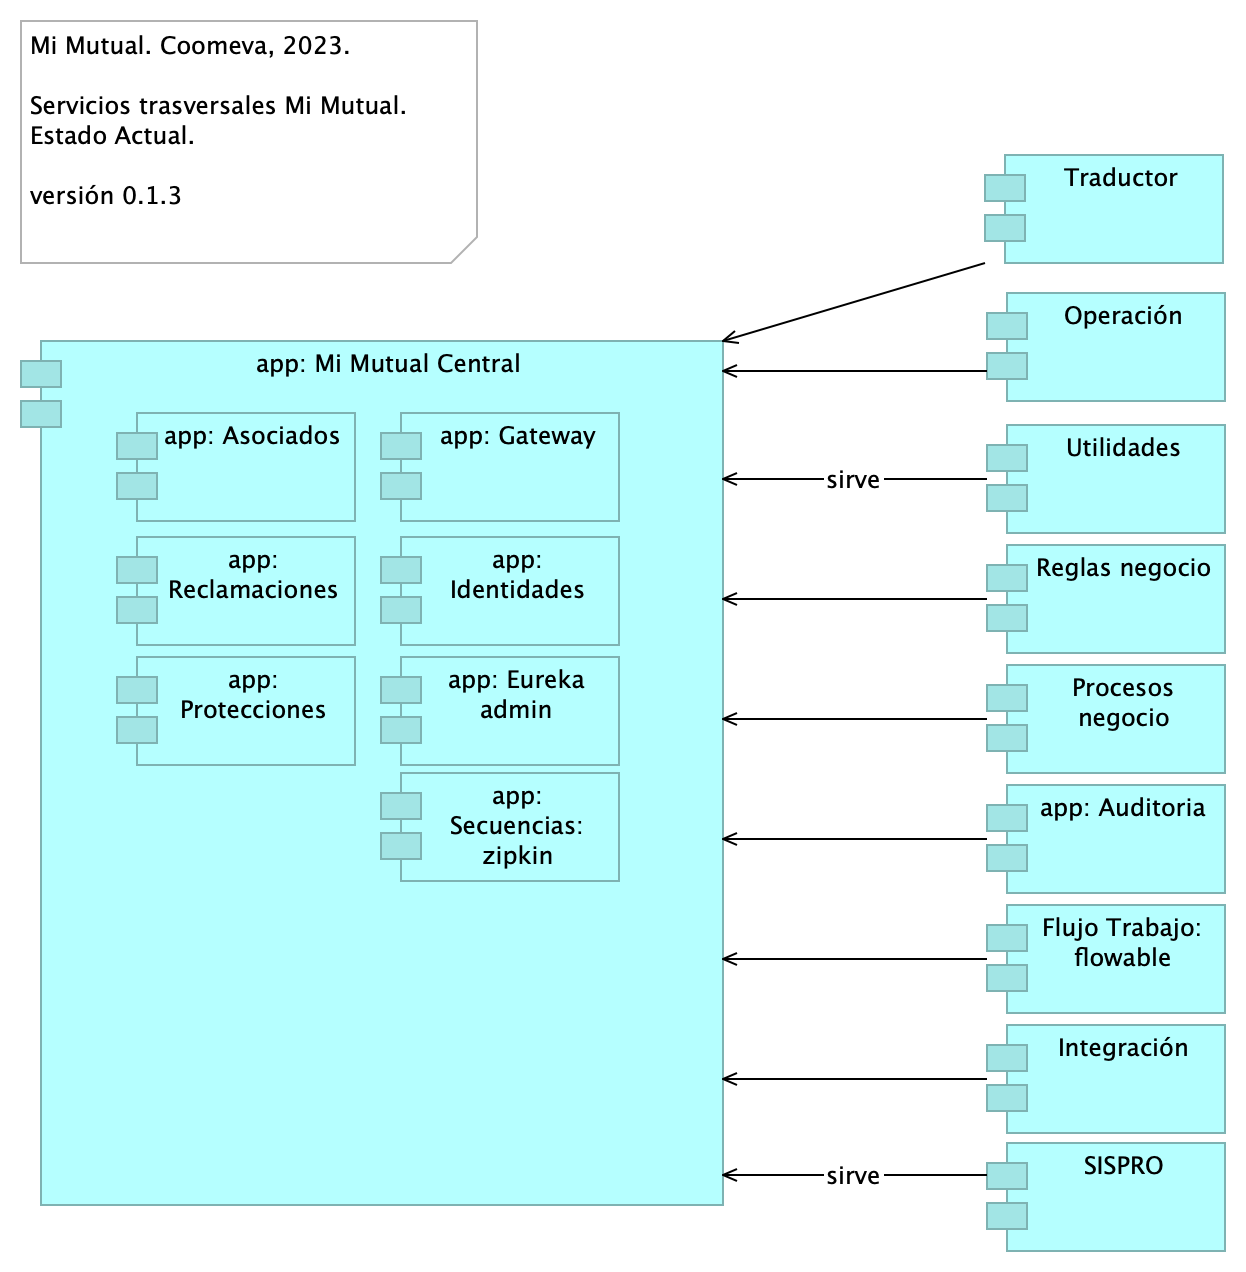 Mi Mutual. Coomeva, 2023.
Servicios trasversales Mi Mutual.
Estado Actual.
versión 0.1.3
Traductor
Operación
app: Mi Mutual Central
app: Asociados
app: Gateway
Utilidades
sirve
app:
Reclamaciones
app:
Identidades
Reglas negocio
app:
Protecciones
app: Eureka
admin
Procesos
negocio
app:
Secuencias:
zipkin
app: Auditoria
Flujo Trabajo:
flowable
Integración
SISPRO
sirve